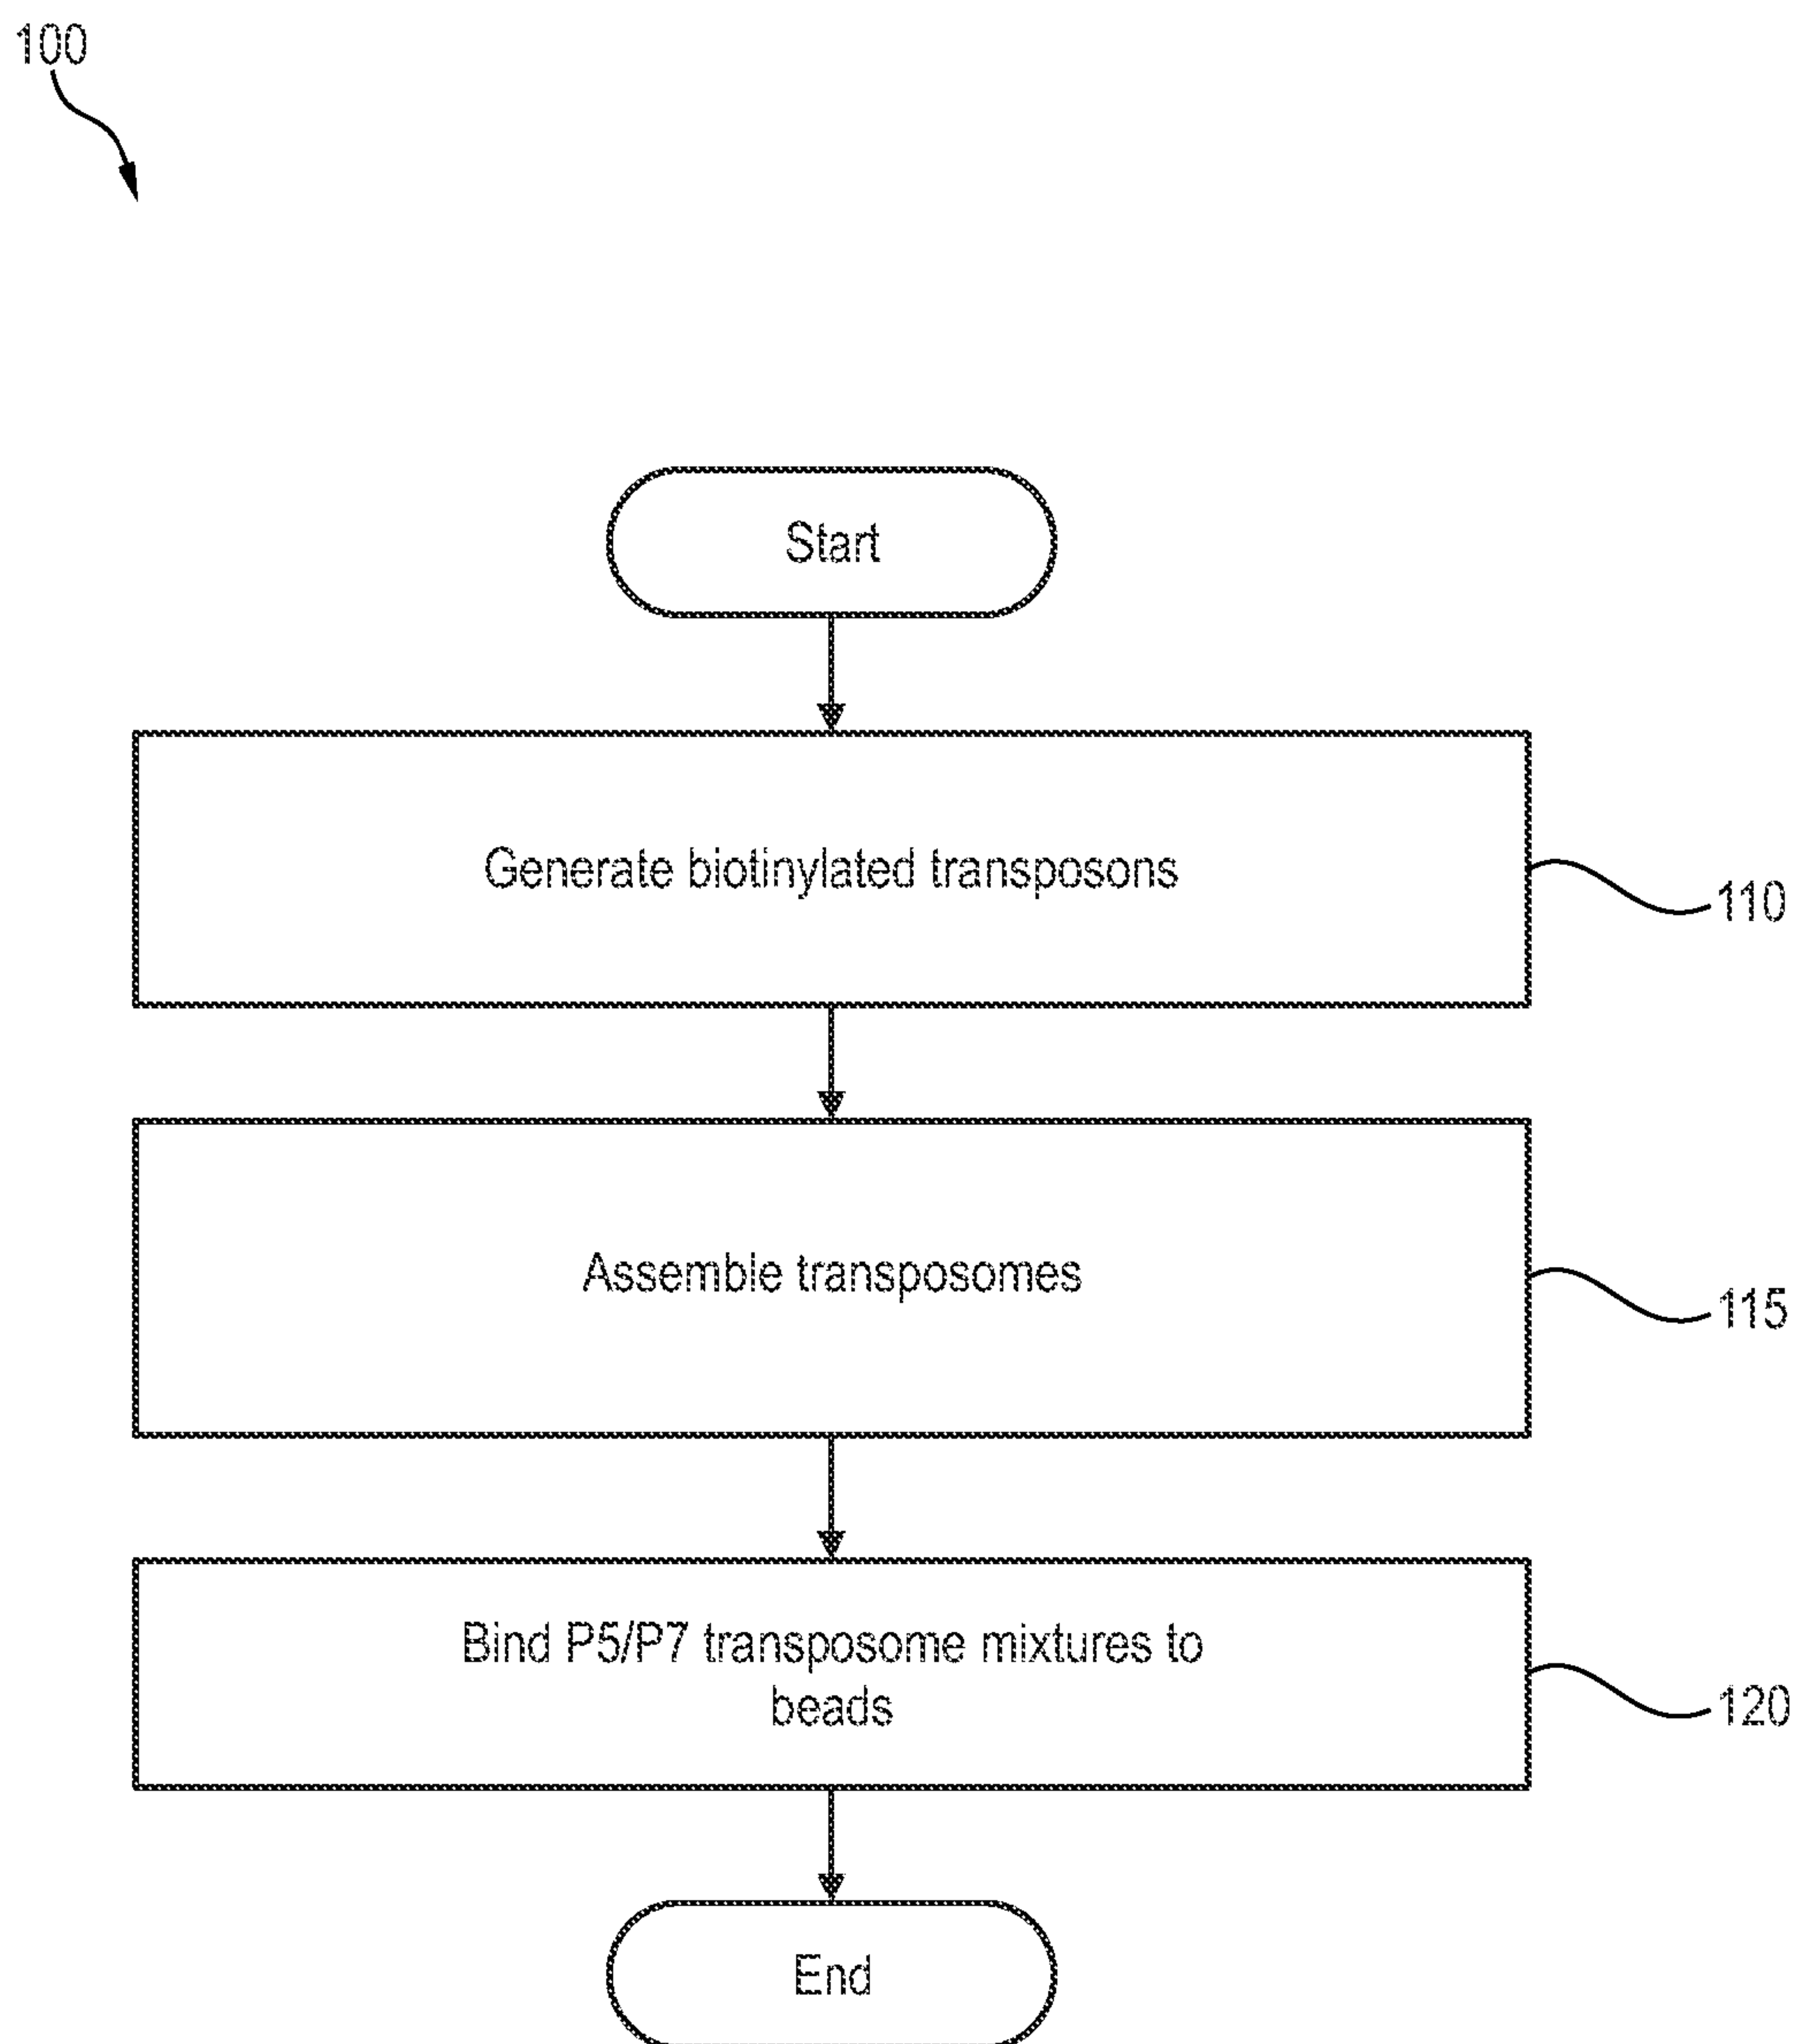 100
Start
Generate biotinylated transposons
110
Assemble transposomes
115
Bind P5/P7 transposome mixtures to
beads
120
End